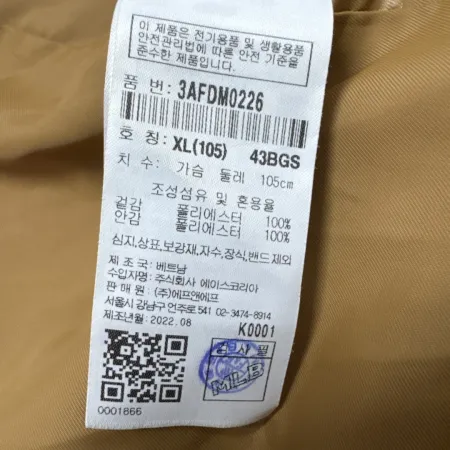 이 제품은 전기용품 및 생활용품
안전관리법에 따른 안전 기준을
준수한 제품입니다.
품 번: 3AFDM0226
호 칭: XL(105) 43BGS
치 수: 가슴 둘레 105cm
조성섬유 및 혼용율
겉감 폴리에스터 100%
안감 폴리에스터 100%
심지,상표,보강재,자수,장식,밴드 제외
제 조 국: 베트남
수입자명: 주식회사 에이스코리아
판 매 원: (주)에프앤에프
서울시 강남구 언주로541 02-3474-8914
제조년월: 2022.08
K0001
검 사 필
MLB
0001666